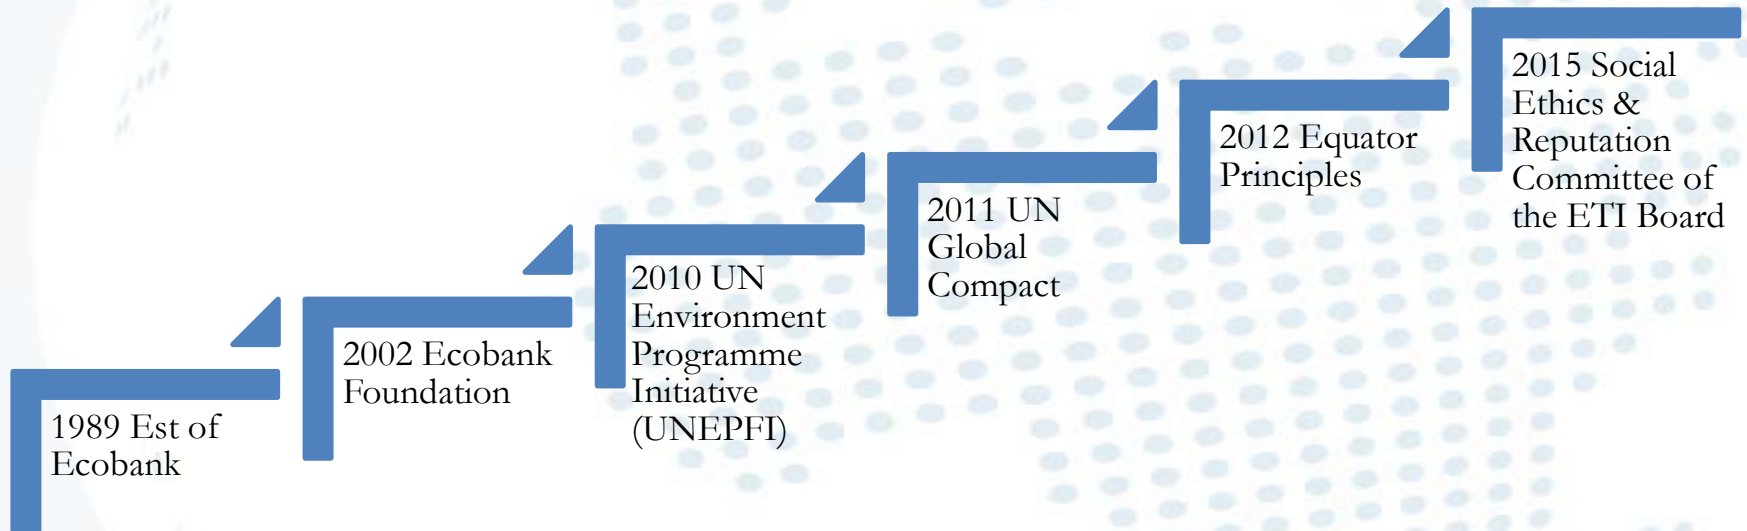 1989 Est of
Ecobank
2002 Ecobank
Foundation
2010 UN
Environment
Programme
Initiative
(UNEPFI)
2011 UN
Global
Compact
2012 Equator
Principles
2015 Social
Ethics &
Reputation
Committee of
the ETI Board